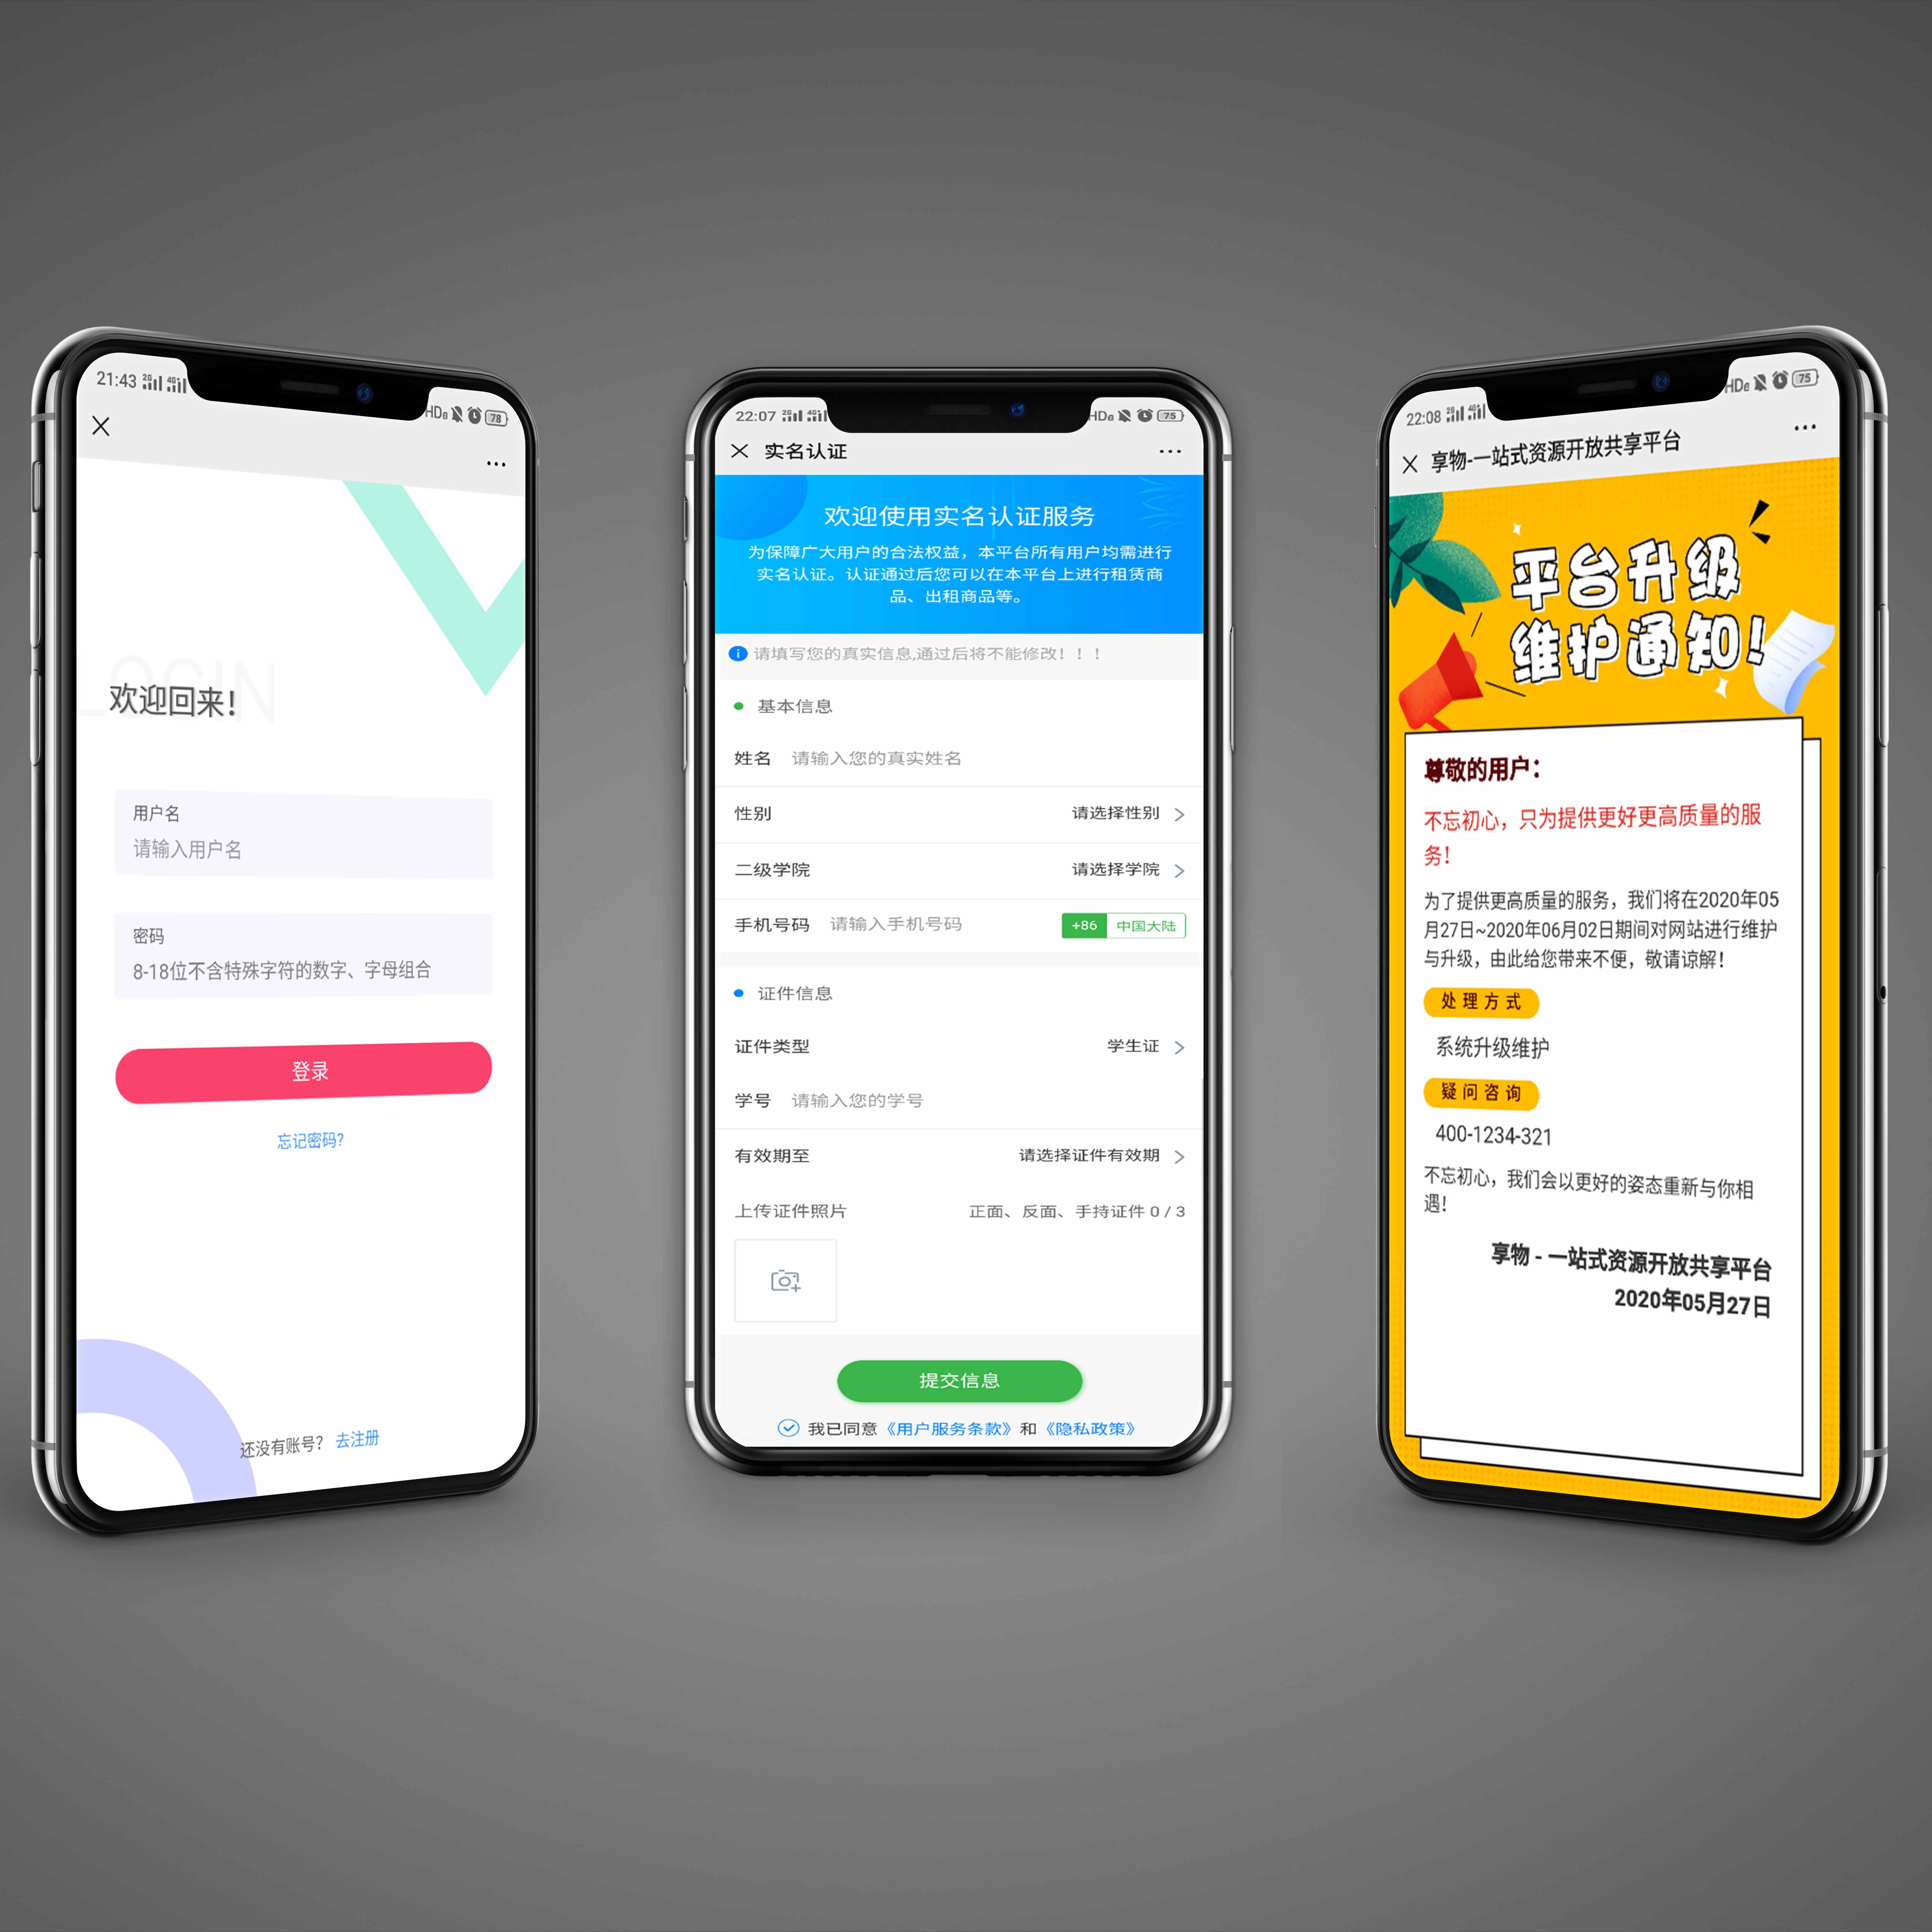 21:43 2G 4G HD 78
LOGIN
欢迎回来!
用户名
请输入用户名
密码
8-18位不含特殊字符的数字、字母组合
登录
忘记密码?
还没有账号? 去注册
22:07 2G 4G HD 75
实名认证
欢迎使用实名认证服务
为保障广大用户的合法权益，本平台所有用户均需进行
实名认证。认证通过后您可以在本平台上进行租赁商
品、出租商品等。
请填写您的真实信息,通过后将不能修改！！！
基本信息
姓名 请输入您的真实姓名
性别 请选择性别
二级学院 请选择学院
手机号码 请输入手机号码 +86 中国大陆
证件信息
证件类型 学生证
学号 请输入您的学号
有效期至 请选择证件有效期
上传证件照片 正面、反面、手持证件 0 / 3
提交信息
我已同意《用户服务条款》和《隐私政策》
22:08 2G 4G HD 75
享物-一站式资源开放共享平台
平台升级
维护通知!
尊敬的用户：
不忘初心，只为提供更好更高质量的服
务!
为了提供更高质量的服务，我们将在2020年05
月27日~2020年06月02日期间对网站进行维护
与升级，由此给您带来不便，敬请谅解!
处理方式
系统升级维护
疑问咨询
400-1234-321
不忘初心，我们会以更好的姿态重新与你相
遇!
享物 - 一站式资源开放共享平台
2020年05月27日